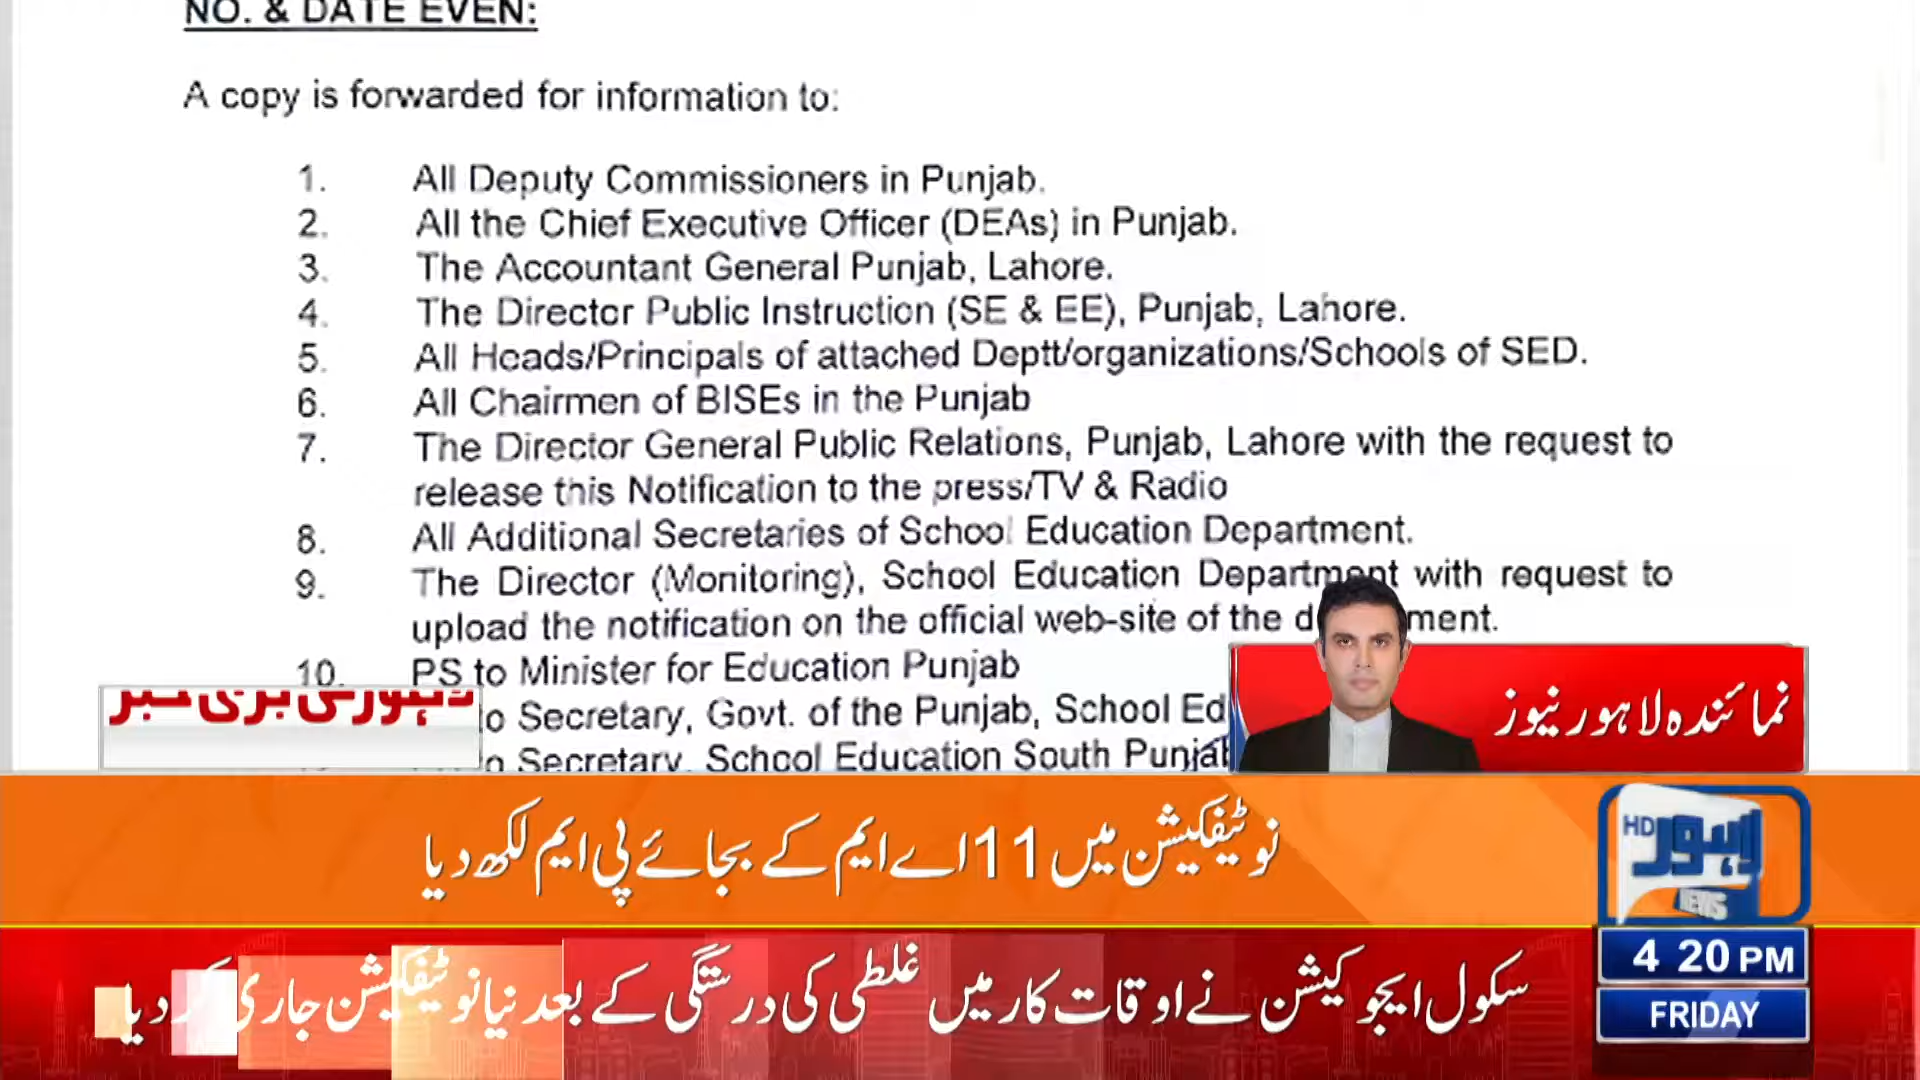 NO. & DATE EVEN:
A copy is forwarded for information to:
1. All Deputy Commissioners in Punjab.
2. All the Chief Executive Officer (DEAs) in Punjab.
3. The Accountant General Punjab, Lahore.
4. The Director Public Instruction (SE & EE), Punjab, Lahore.
5. All Heads/Principals of attached Deptt/organizations/Schools of SED.
6. All Chairmen of BISEs in the Punjab
7. The Director General Public Relations, Punjab, Lahore with the request to
release this Notification to the press/TV & Radio
8. All Additional Secretaries of School Education Department.
9. The Director (Monitoring), School Education Department with request to
upload the notification on the official web-site of the d ment.
10. PS to Minister for Education Punjab
to Secretary, Govt. of the Punjab, School Ed
Secretary, School Education South Punjab
نمائندہ لاہور نیوز
لاہور کی بڑی خبر
نوٹیفکیشن میں 11 اے ایم کے بجائے پی ایم لکھ دیا
HD لاہور NEWS
سکول ایجوکیشن نے اوقات کار میں غلطی کی درستگی کے بعد نیا نوٹیفکیشن جاری کر دیا
4 20 PM
FRIDAY